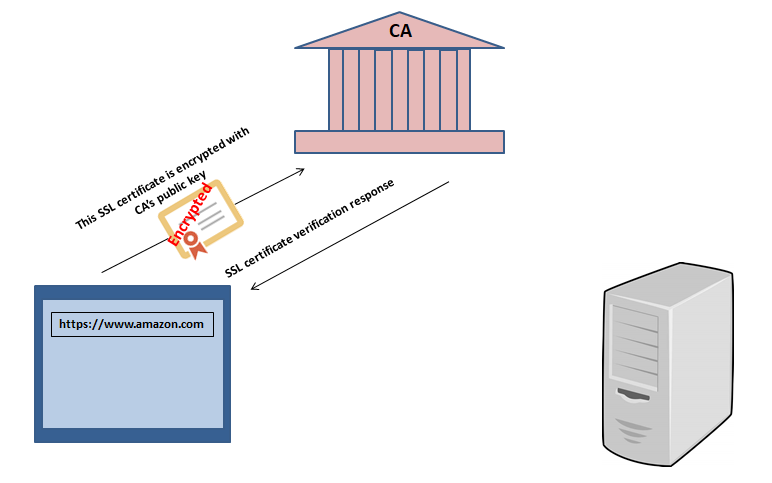 CA
This SSL certificate is encrypted with
CA's public key
Encrypted
SSL certificate verification response
https://www.amazon.com